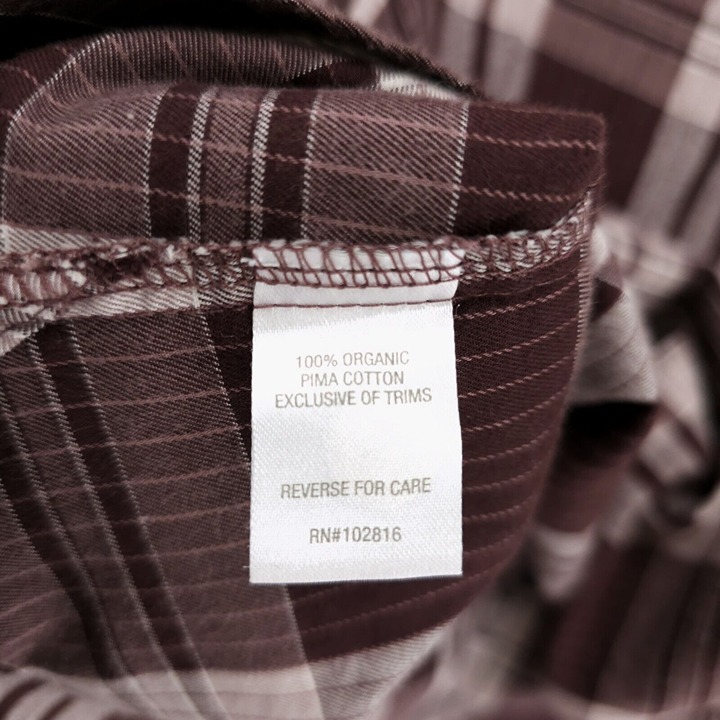 100% ORGANIC
PIMA COTTON
EXCLUSIVE OF TRIMS
REVERSE FOR CARE
RN#102816